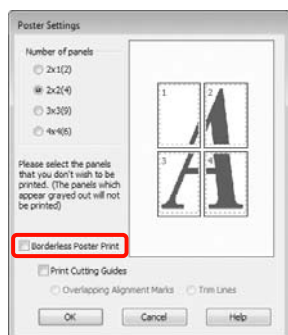 Poster Settings
Number of panels
2x1(2)
2x2(4)
3x3(9)
4x4(6)
Please select the panels
that you don't wish to be
printed. (The panels which
appear grayed out will not
be printed)
1
2
3
4
A
Borderless Poster Print
Print Cutting Guides
Overlapping Alignment Marks
Trim Lines
OK
Cancel
Help